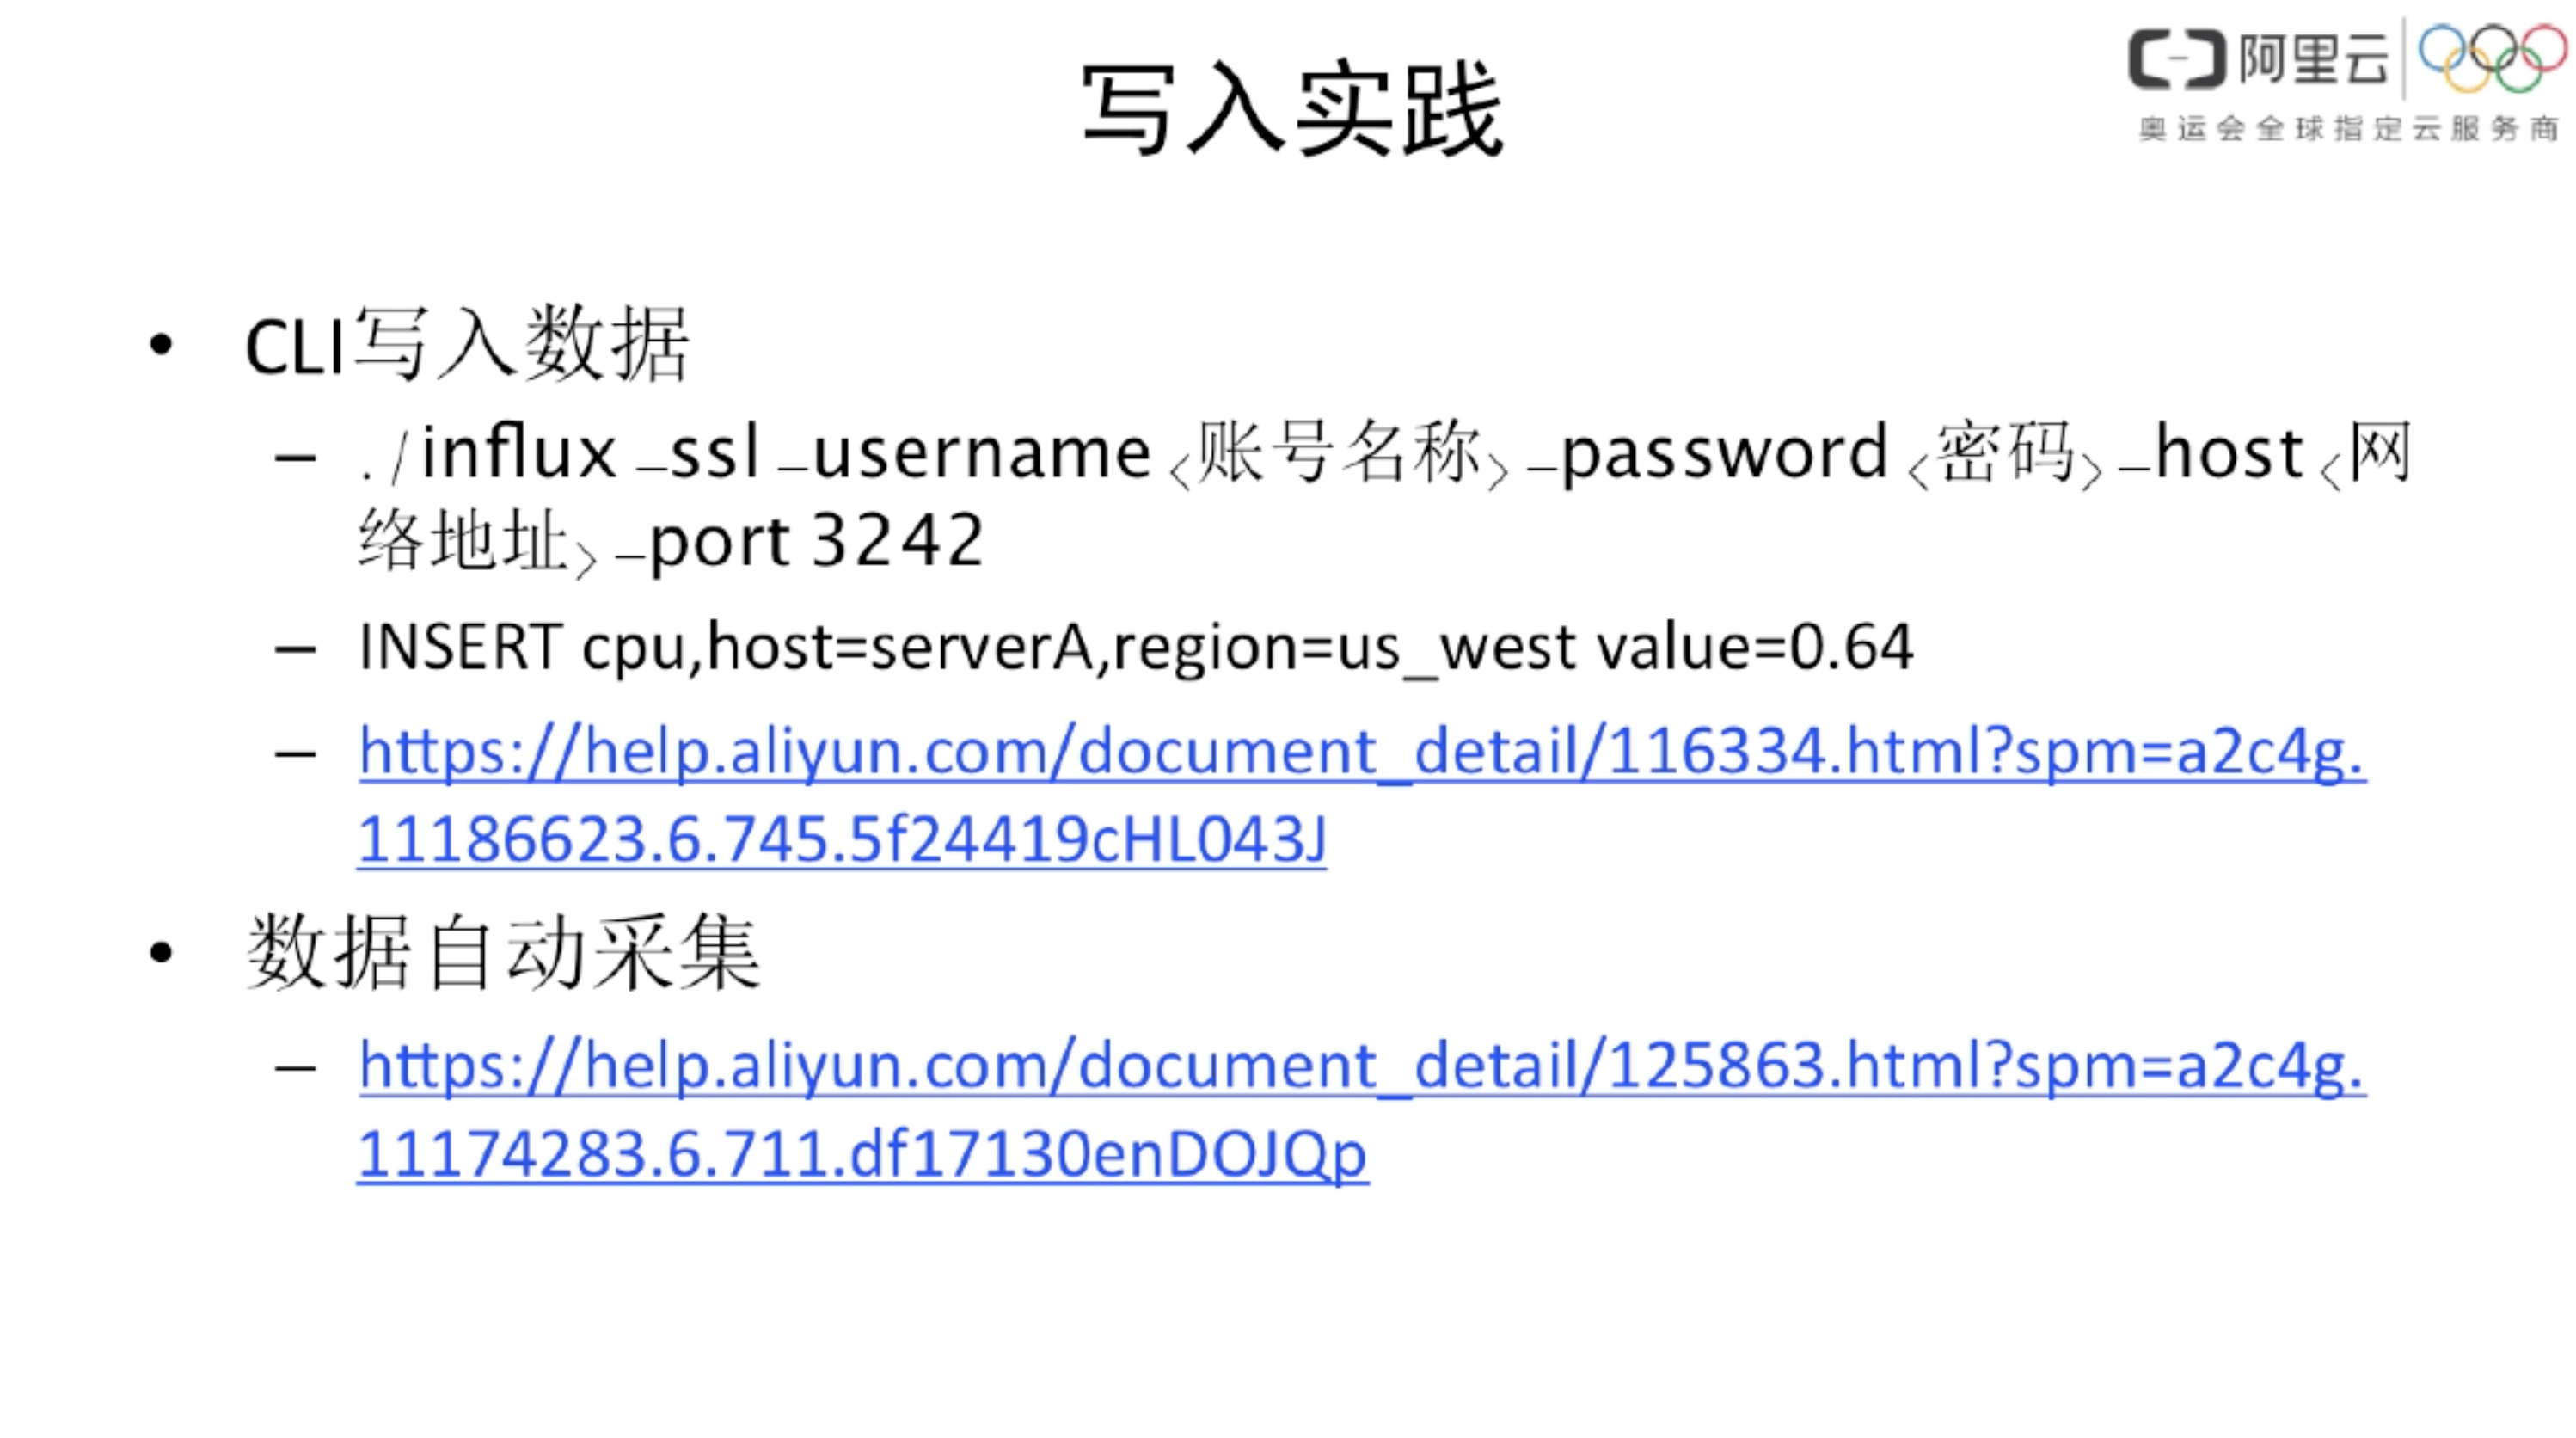 写入实践
阿里云
奥运会全球指定云服务商
• CLI写入数据
– ./influx –ssl –username <账号名称> –password <密码> –host <网
络地址> –port 3242
– INSERT cpu,host=serverA,region=us_west value=0.64
– https://help.aliyun.com/document_detail/116334.html?spm=a2c4g.
11186623.6.745.5f24419cHL043J
• 数据自动采集
– https://help.aliyun.com/document_detail/125863.html?spm=a2c4g.
11174283.6.711.df17130enDOJQp